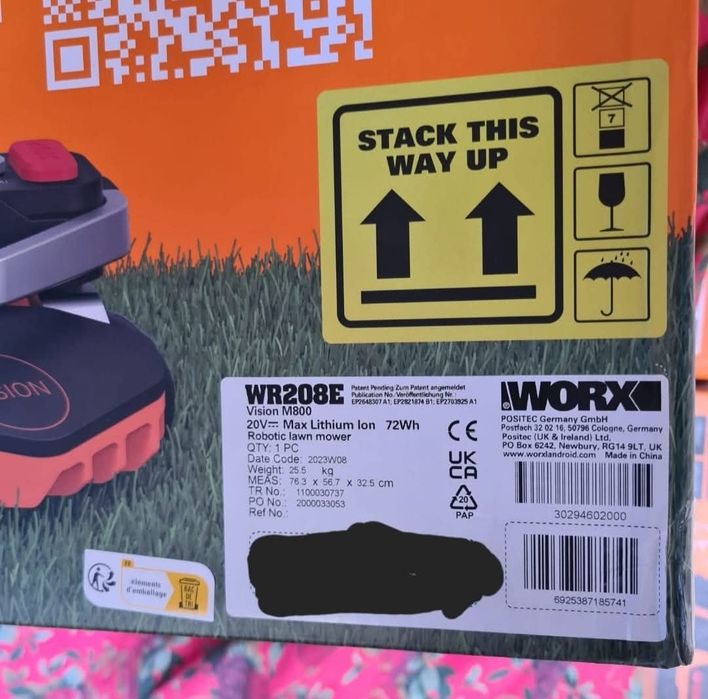 STACK THIS
WAY UP
7
SION
WR208E
Patent Pending/Zum Patent angemeldet
Publication No./Veröffentlichung Nr.:
EP2648307 A1; EP2821874 B1; EP2703925 A1
Vision M800
20V Max Lithium Ion 72Wh
Robotic lawn mower
QTY: 1 PC
Date Code: 2023W08
Weight: 25.5 kg
MEAS: 76.3 x 56.7 x 32.5 cm
TR No.: 1100030737
PO No.: 2000033053
Ref No.:
CE
UK
CA
20
PAP
WORX
POSITEC Germany GmbH
Postfach 32 02 16, 50796 Cologne, Germany
Positec (UK & Ireland) Ltd.
PO Box 6242, Newbury, RG14 9LT, UK
www.worxlandroid.com Made in China
30294602000
6925387185741
FR
éléments
d'emballage
BAC
DE
TRI